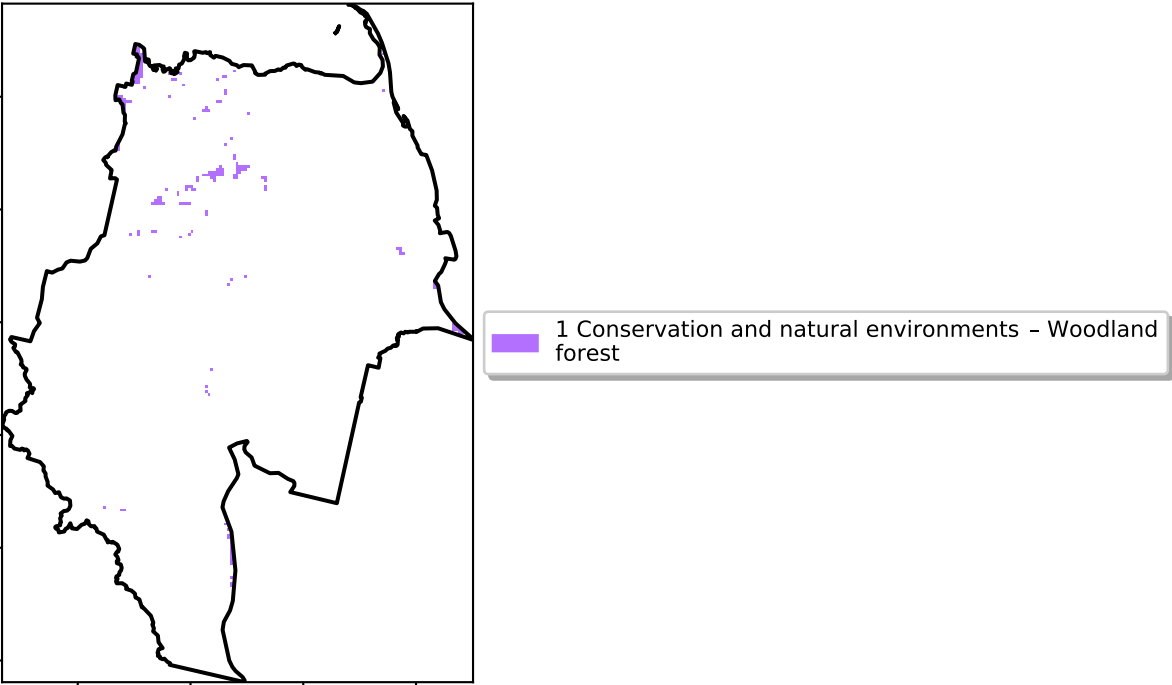 1 Conservation and natural environments – Woodland
forest